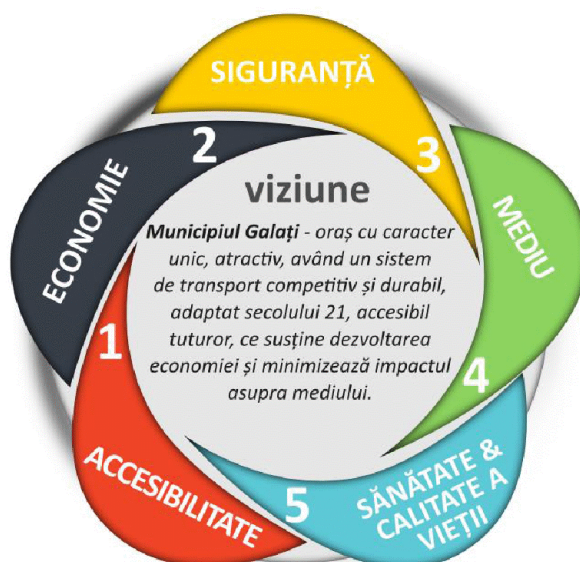 SIGURANȚĂ
2
3
ECONOMIE
MEDIU
viziune
Municipiul Galați - oraș cu caracter
unic, atractiv, având un sistem
de transport competitiv și durabil,
adaptat secolului 21, accesibil
tuturor, ce susține dezvoltarea
economiei și minimizează impactul
asupra mediului.
1
4
ACCESIBILITATE
5
SĂNĂTATE &
CALITATE A
VIEȚII